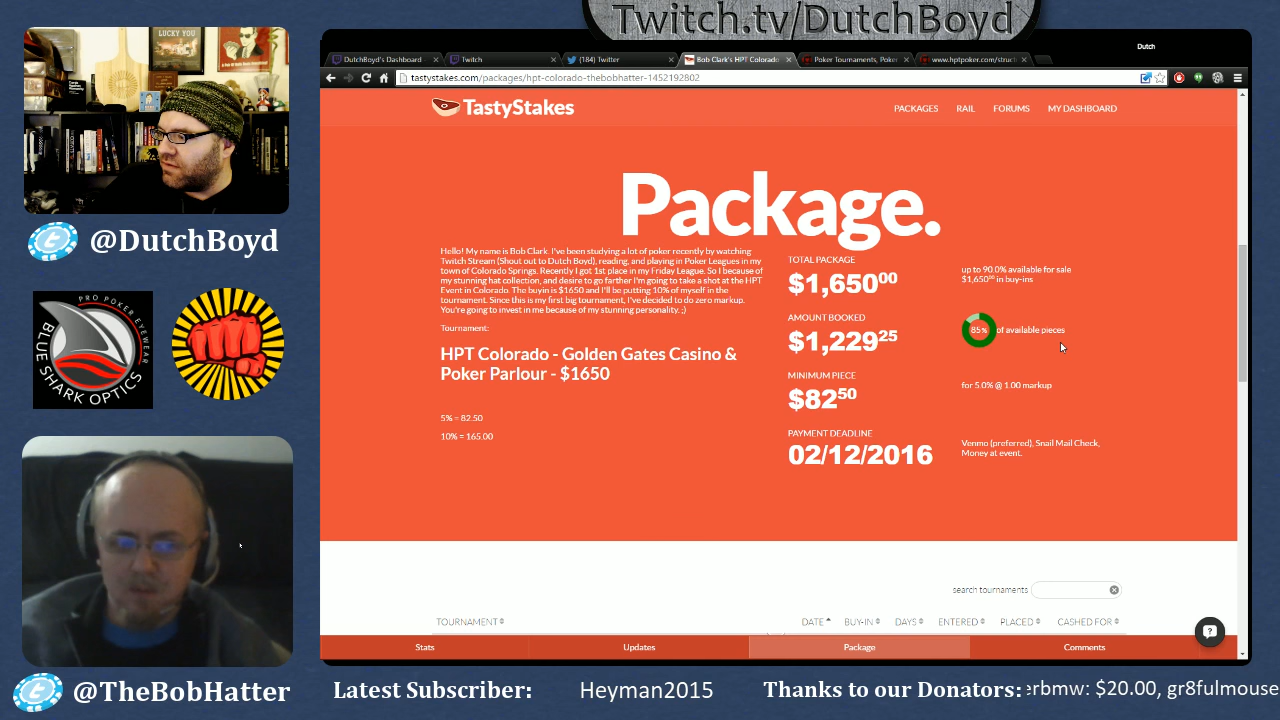 Twitch.tv/DutchBoyd
Dutch
DutchBoyd's Dashboard
Twitch
(184) Twitter
Bob Clark's HPT Colorado
Poker Tournaments, Poker
www.hptpoker.com/struct
tastystakes.com/packages/hpt-colorado-thebobhatter-1452192802
TastyStakes
PACKAGES RAIL FORUMS MY DASHBOARD
LUCKY YOU
@DutchBoyd
PRO POKER EYEWEAR
BLUE SHARK OPTICS
Package.
Hello! My name is Bob Clark. I've been studying a lot of poker recently by watching
Twitch Stream (Shout out to Dutch Boyd), reading, and playing in Poker Leagues in my
town of Colorado Springs. Recently I got 1st place in my Friday League. So I because of
my stunning hat collection, and desire to go farther I'm going to take a shot at the HPT
Event in Colorado. The buyin is $1650 and I'll be putting 10% of myself in the
tournament. Since this is my first big tournament, I've decided to do zero markup.
You're going to invest in me because of my stunning personality. ;)
Tournament:
HPT Colorado - Golden Gates Casino &
Poker Parlour - $1650
5% = 82.50
10% = 165.00
TOTAL PACKAGE
$1,650⁰⁰
up to 90.0% available for sale
$1,650⁰⁰ in buy-ins
AMOUNT BOOKED
$1,229²⁵
85% of available pieces
MINIMUM PIECE
$82⁵⁰
for 5.0% @ 1.00 markup
PAYMENT DEADLINE
02/12/2016
Venmo (preferred), Snail Mail Check,
Money at event.
search tournaments
TOURNAMENT DATE BUY-IN DAYS ENTERED PLACED CASHED FOR
Stats Updates Package Comments
@TheBobHatter
Latest Subscriber: Heyman2015
Thanks to our Donators: erbmw: $20.00, gr8fulmouse